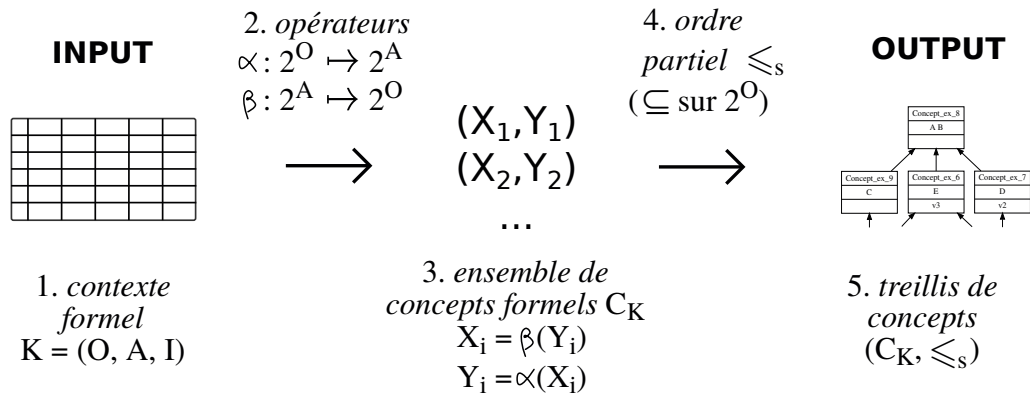 INPUT
2. opérateurs
α : 2^O ↦ 2^A
β : 2^A ↦ 2^O
4. ordre
partiel ⩽s
(⊆ sur 2^O)
OUTPUT
(X1,Y1)
(X2,Y2)
...
Concept_ex_8
A B
Concept_ex_9
C
Concept_ex_6
E
v3
Concept_ex_7
D
v2
1. contexte
formel
K = (O, A, I)
3. ensemble de
concepts formels CK
Xi = β(Yi)
Yi = α(Xi)
5. treillis de
concepts
(CK, ⩽s)